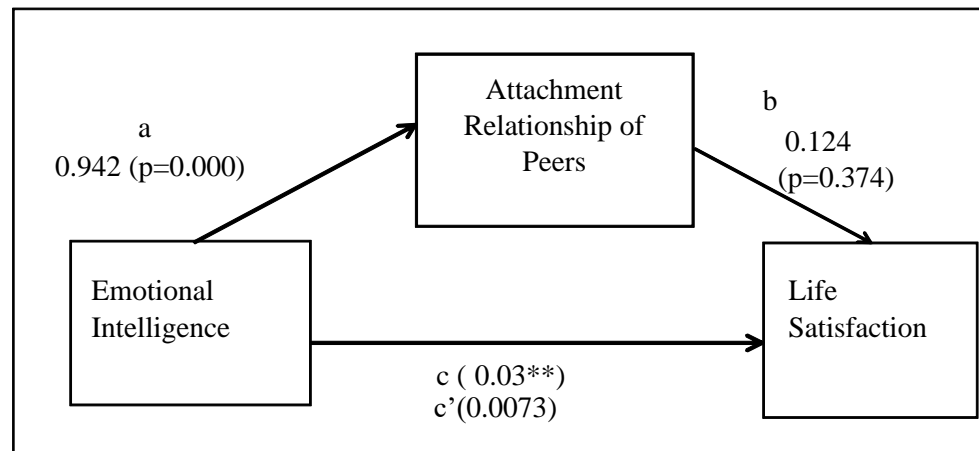 Attachment
Relationship of
Peers
a
0.942 (p=0.000)
b
0.124
(p=0.374)
Emotional
Intelligence
Life
Satisfaction
c ( 0.03**)
c’(0.0073)